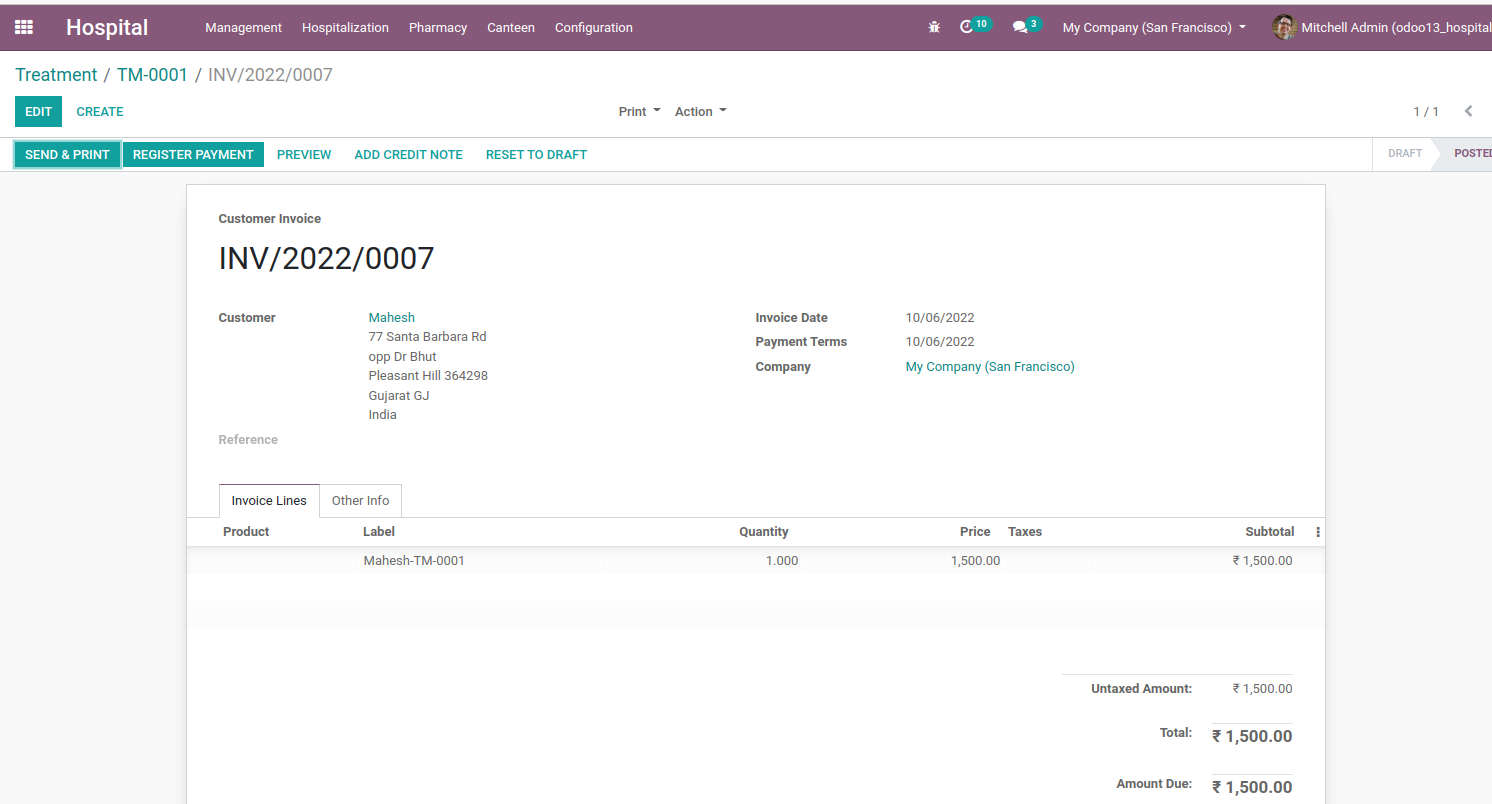 Hospital Management Hospitalization Pharmacy Canteen Configuration 10 3 My Company (San Francisco) Mitchell Admin (odoo13_hospital
Treatment / TM-0001 / INV/2022/0007
EDIT CREATE Print Action 1 / 1
SEND & PRINT REGISTER PAYMENT PREVIEW ADD CREDIT NOTE RESET TO DRAFT DRAFT POSTED
Customer Invoice
INV/2022/0007
Customer Mahesh Invoice Date 10/06/2022
77 Santa Barbara Rd
Payment Terms 10/06/2022
opp Dr Bhut
Company My Company (San Francisco)
Pleasant Hill 364298
Gujarat GJ
India
Reference
Invoice Lines Other Info
Product Label Quantity Price Taxes Subtotal
Mahesh-TM-0001 1.000 1,500.00 ₹ 1,500.00
Untaxed Amount: ₹ 1,500.00
Total: ₹ 1,500.00
Amount Due: ₹ 1,500.00